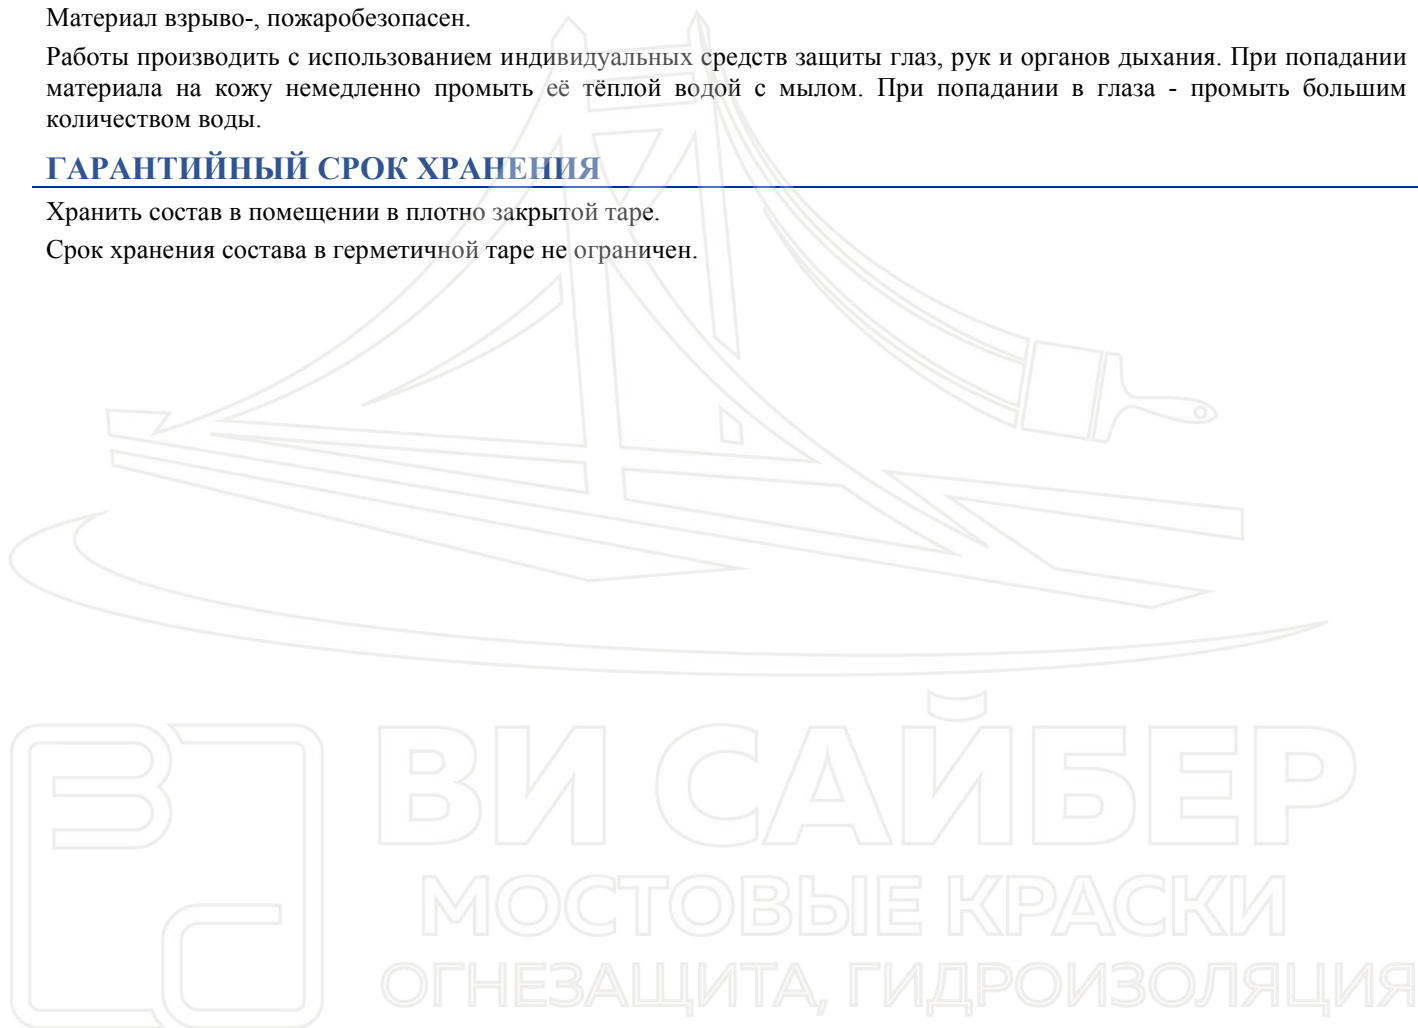 Материал взрыво-, пожаробезопасен.
Работы производить с использованием индивидуальных средств защиты глаз, рук и органов дыхания. При попадании
материала на кожу немедленно промыть её тёплой водой с мылом. При попадании в глаза - промыть большим
количеством воды.
ГАРАНТИЙНЫЙ СРОК ХРАНЕНИЯ
Хранить состав в помещении в плотно закрытой таре.
Срок хранения состава в герметичной таре не ограничен.
ВС
ВИ САЙБЕР
МОСТОВЫЕ КРАСКИ
ОГНЕЗАЩИТА, ГИДРОИЗОЛЯЦИЯ